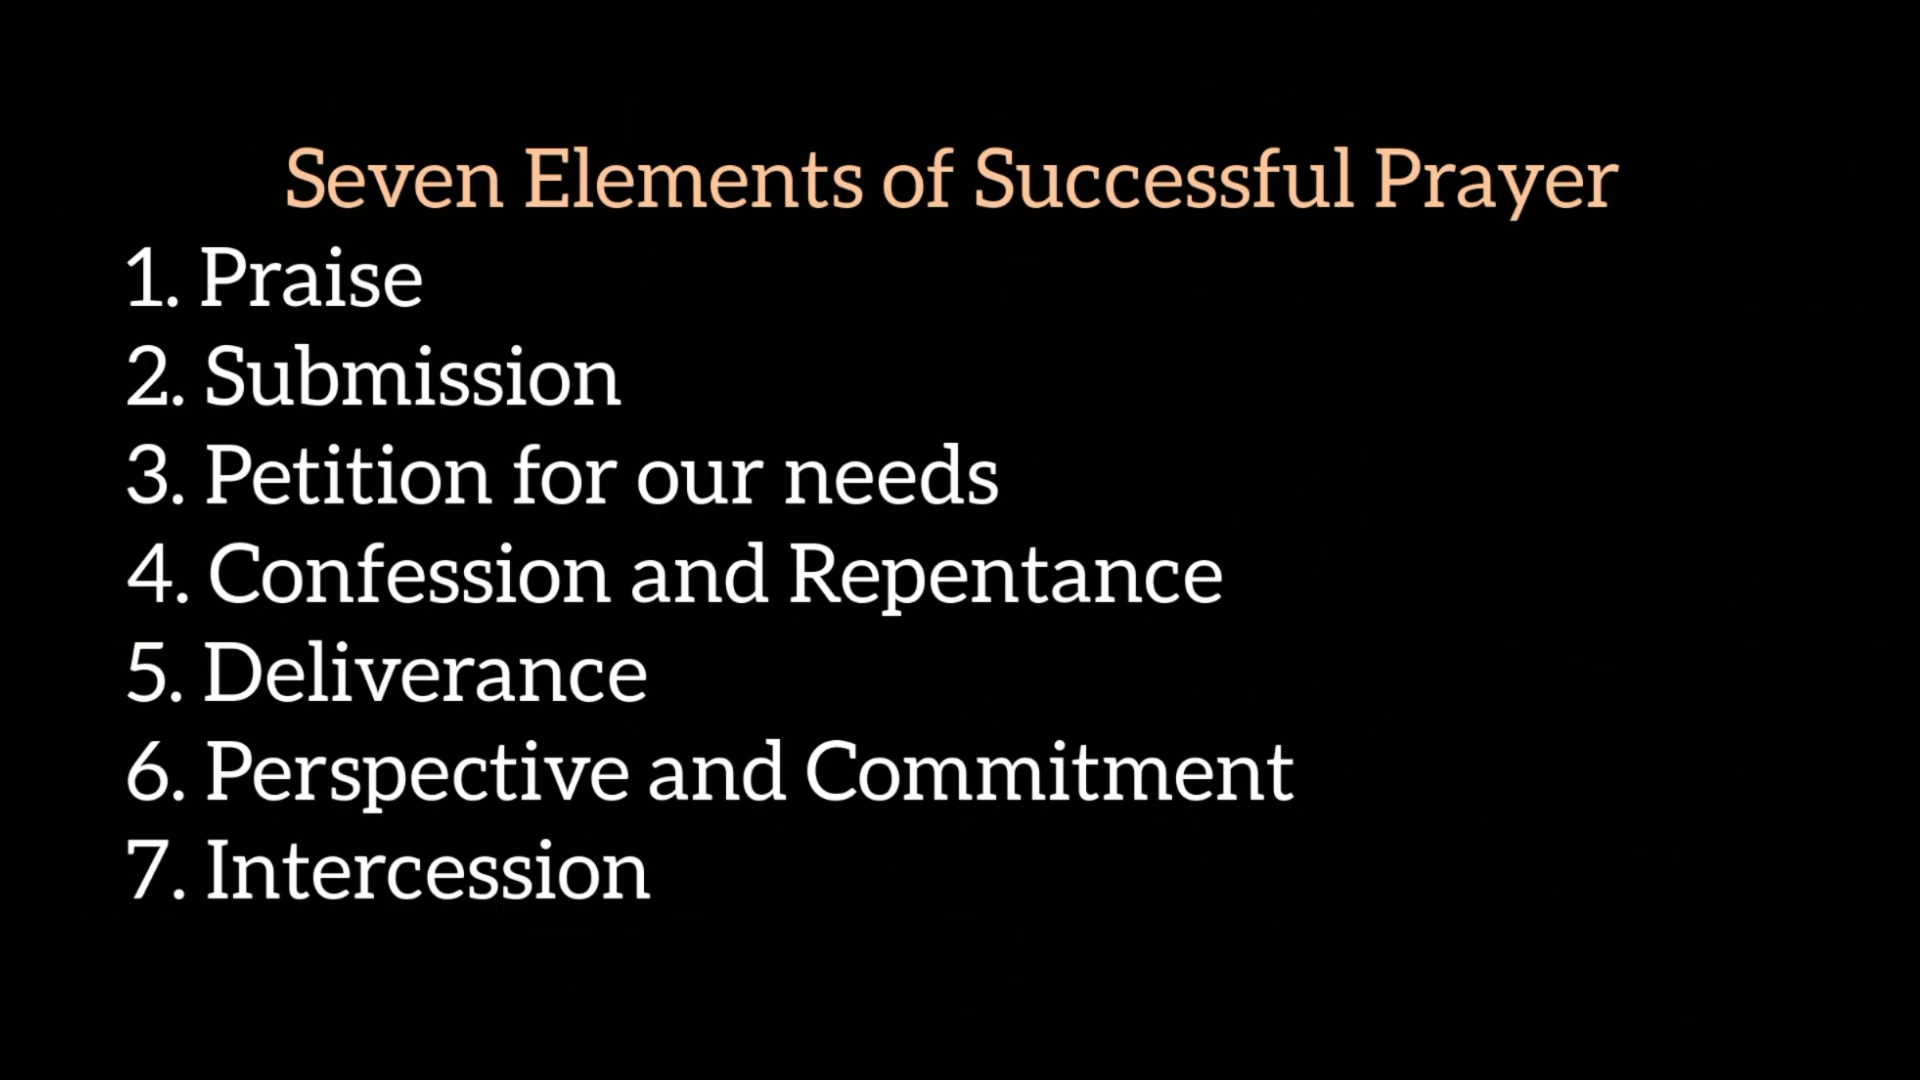 Seven Elements of Successful Prayer
1. Praise
2. Submission
3. Petition for our needs
4. Confession and Repentance
5. Deliverance
6. Perspective and Commitment
7. Intercession